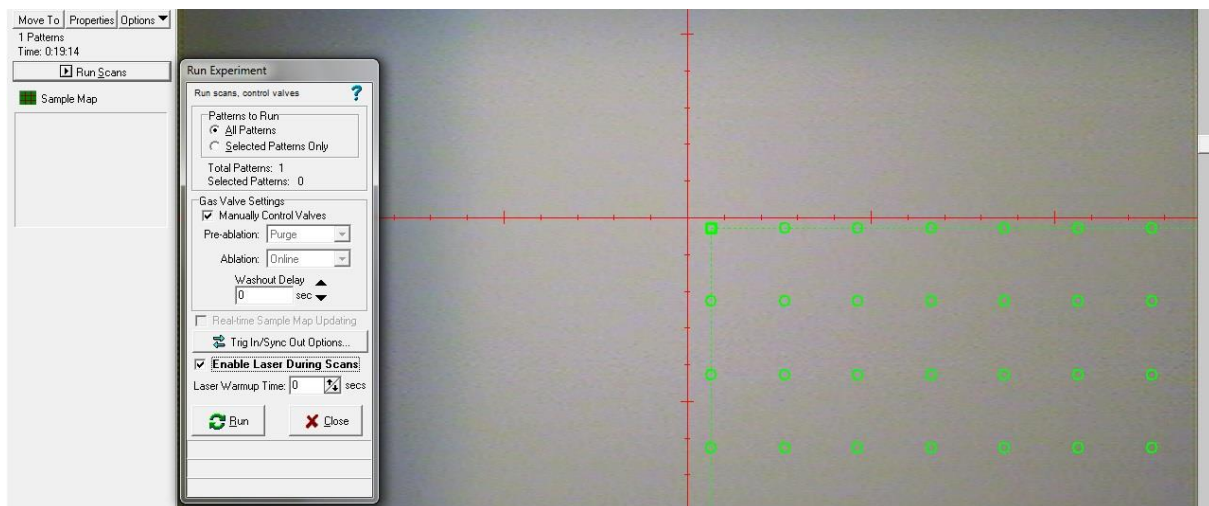 Move To Properties Options
1 Patterns
Time: 0:19:14
Run Scans
Sample Map
Run Experiment
Run scans, control valves ?
Patterns to Run
All Patterns
Selected Patterns Only
Total Patterns: 1
Selected Patterns: 0
Gas Valve Settings
Manually Control Valves
Pre-ablation: Purge
Ablation: Online
Washout Delay
0 sec
Real-time Sample Map Updating
Trig In/Sync Out Options...
Enable Laser During Scans
Laser Warmup Time: 0 secs
Run Close